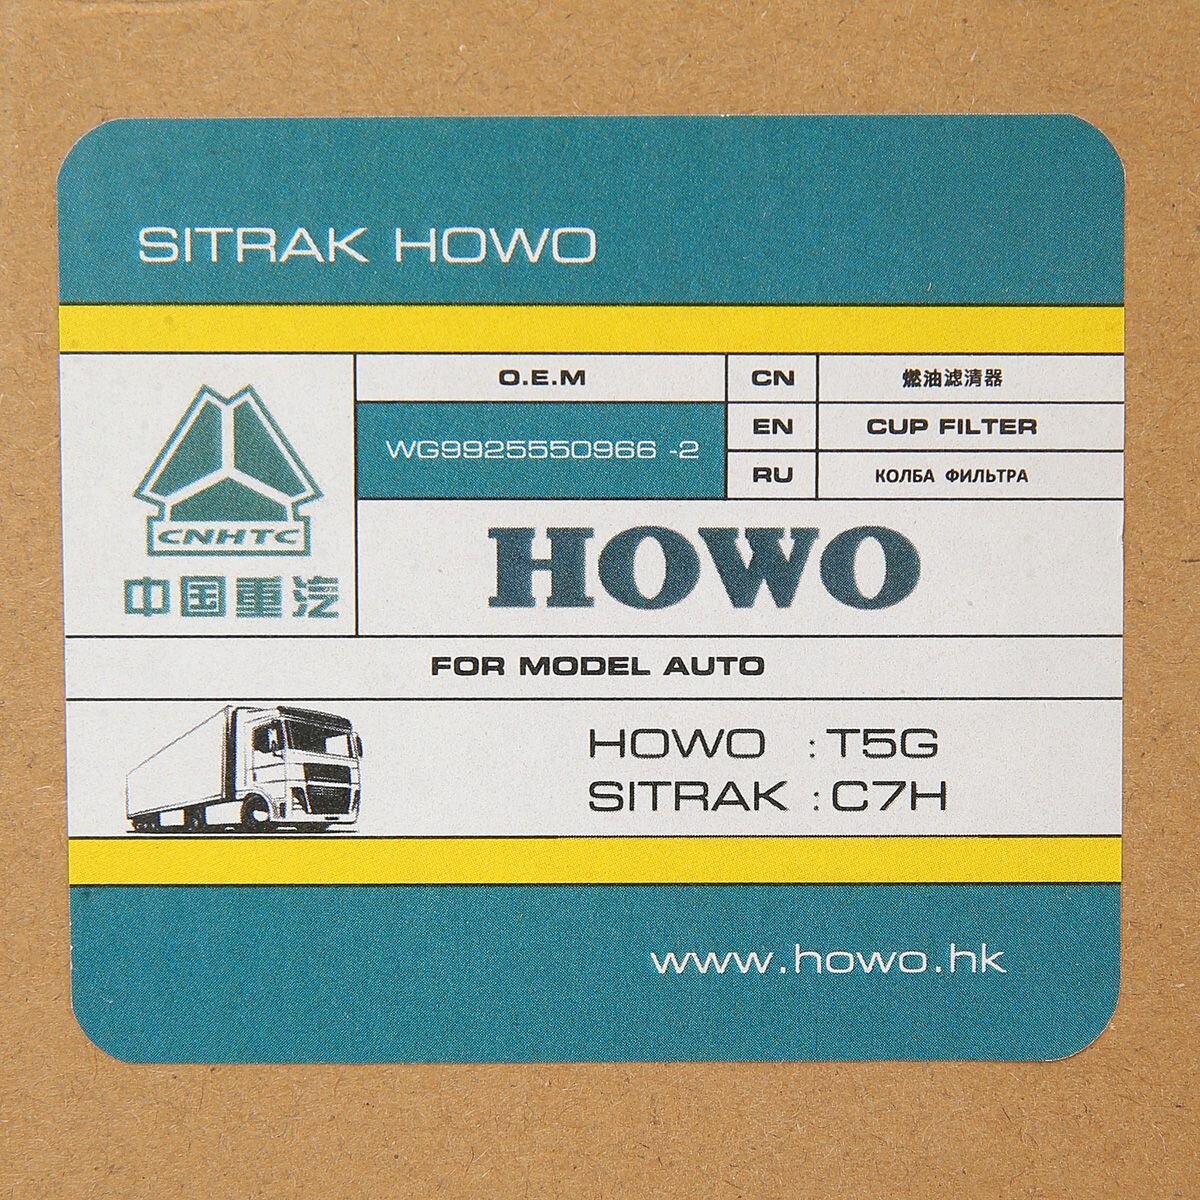 SITRAK HOWO
O.E.M
WG9925550966 -2
CN 燃油滤清器
EN CUP FILTER
RU КОЛБА ФИЛЬТРА
CNHTC
中国重汽
HOWO
FOR MODEL AUTO
HOWO : T5G
SITRAK : C7H
www.howo.hk